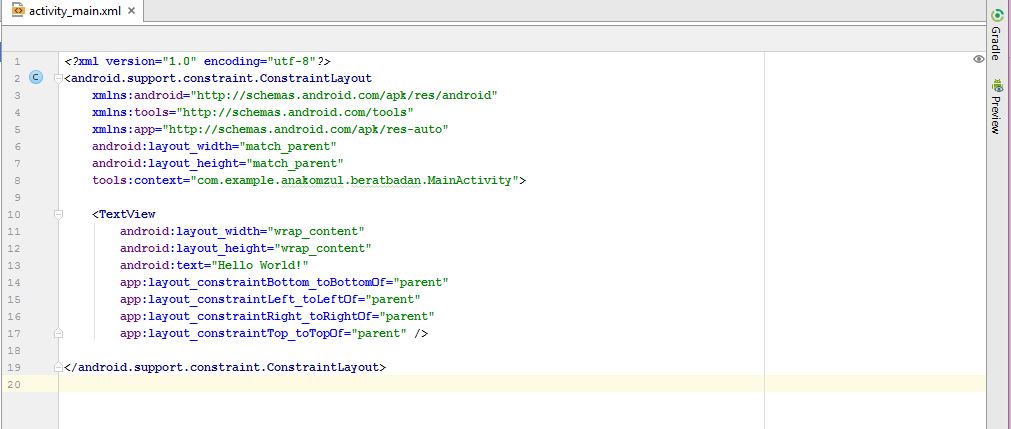 activity_main.xml ×
1 <?xml version="1.0" encoding="utf-8"?>
2 C <android.support.constraint.ConstraintLayout
3 xmlns:android="http://schemas.android.com/apk/res/android"
4 xmlns:tools="http://schemas.android.com/tools"
5 xmlns:app="http://schemas.android.com/apk/res-auto"
6 android:layout_width="match_parent"
7 android:layout_height="match_parent"
8 tools:context="com.example.anakomzul.beratbadan.MainActivity">
9
10 <TextView
11 android:layout_width="wrap_content"
12 android:layout_height="wrap_content"
13 android:text="Hello World!"
14 app:layout_constraintBottom_toBottomOf="parent"
15 app:layout_constraintLeft_toLeftOf="parent"
16 app:layout_constraintRight_toRightOf="parent"
17 app:layout_constraintTop_toTopOf="parent" />
18
19 </android.support.constraint.ConstraintLayout>
20
Gradle
Preview